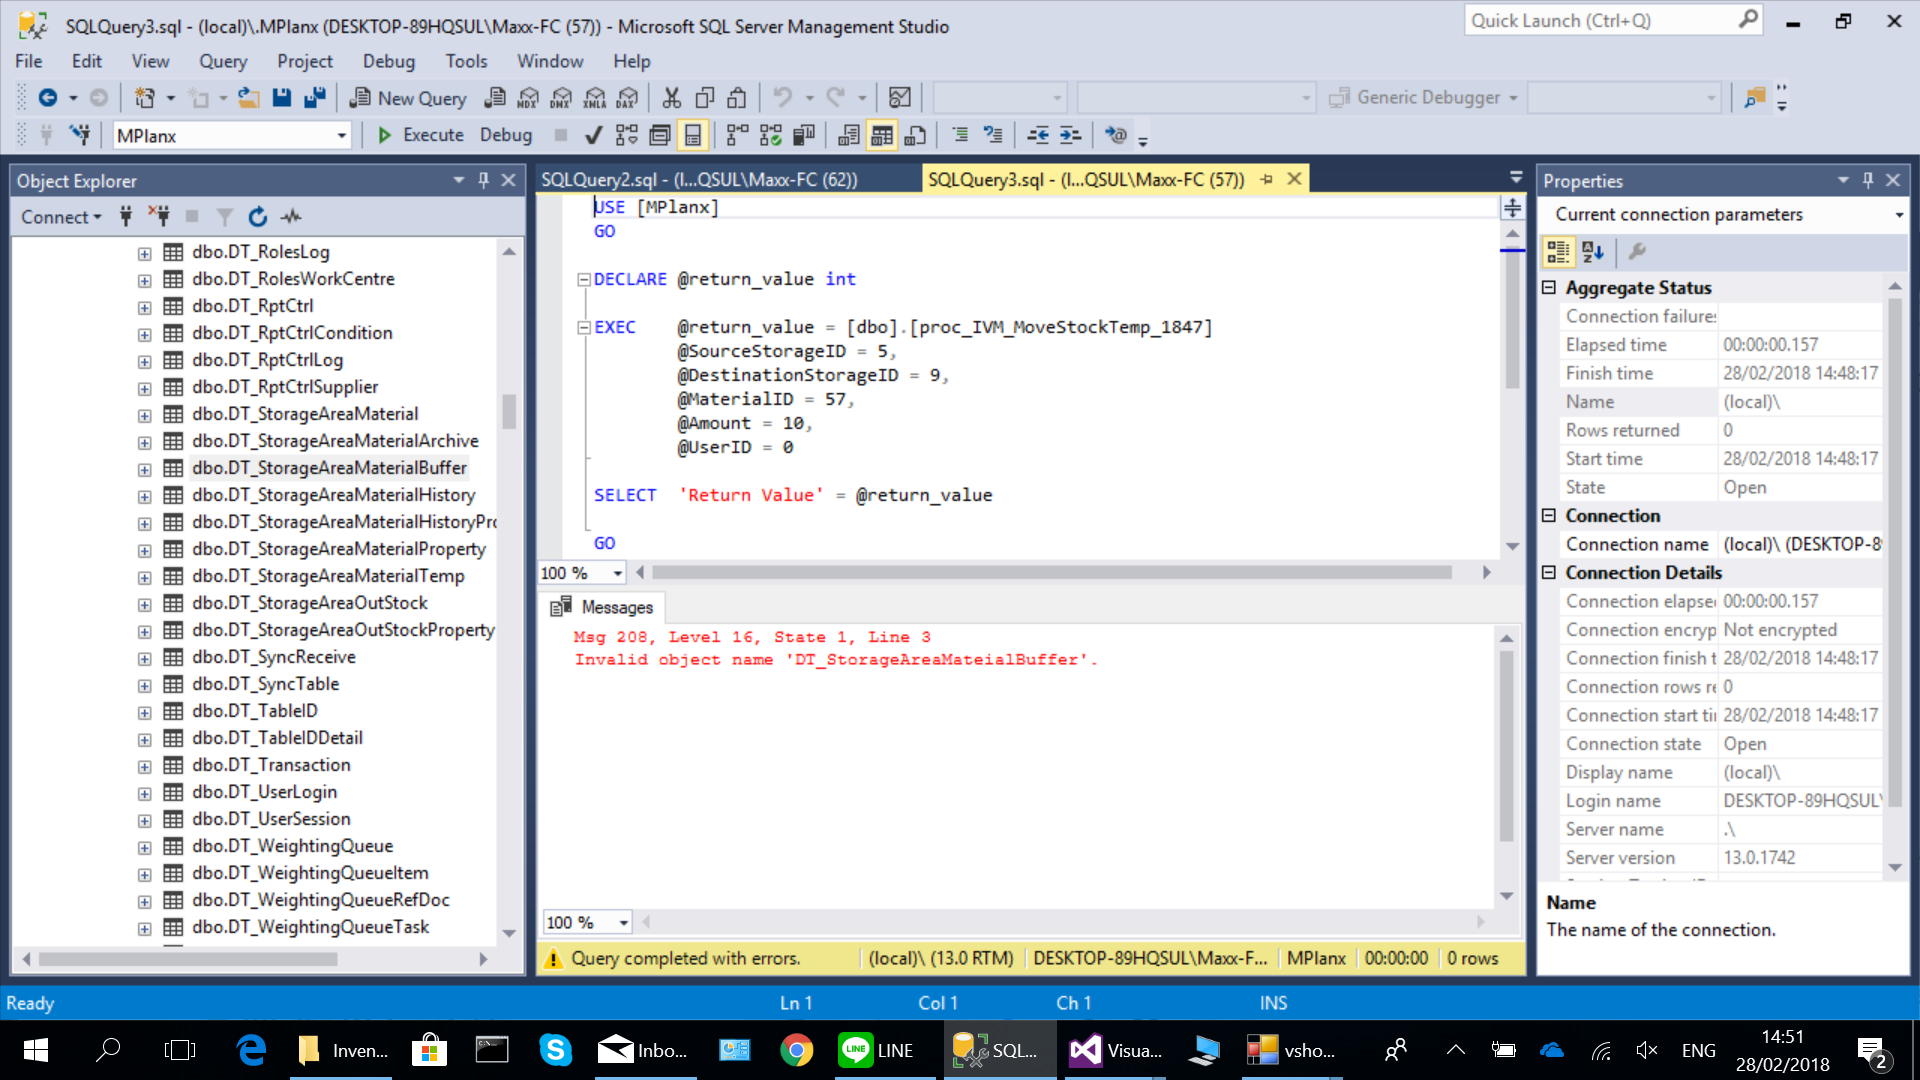 SQLQuery3.sql - (local)\.MPlanx (DESKTOP-89HQSUL\Maxx-FC (57)) - Microsoft SQL Server Management Studio
Quick Launch (Ctrl+Q)
File Edit View Query Project Debug Tools Window Help
New Query MDX DMX XMLA DAX Generic Debugger
MPlanx Execute Debug
Object Explorer
Connect
dbo.DT_RolesLog
dbo.DT_RolesWorkCentre
dbo.DT_RptCtrl
dbo.DT_RptCtrlCondition
dbo.DT_RptCtrlLog
dbo.DT_RptCtrlSupplier
dbo.DT_StorageAreaMaterial
dbo.DT_StorageAreaMaterialArchive
dbo.DT_StorageAreaMaterialBuffer
dbo.DT_StorageAreaMaterialHistory
dbo.DT_StorageAreaMaterialHistoryPro
dbo.DT_StorageAreaMaterialProperty
dbo.DT_StorageAreaMaterialTemp
dbo.DT_StorageAreaOutStock
dbo.DT_StorageAreaOutStockProperty
dbo.DT_SyncReceive
dbo.DT_SyncTable
dbo.DT_TableID
dbo.DT_TableIDDetail
dbo.DT_Transaction
dbo.DT_UserLogin
dbo.DT_UserSession
dbo.DT_WeightingQueue
dbo.DT_WeightingQueueItem
dbo.DT_WeightingQueueRefDoc
dbo.DT_WeightingQueueTask
SQLQuery2.sql - (l...QSUL\Maxx-FC (62)) SQLQuery3.sql - (l...QSUL\Maxx-FC (57))
USE [MPlanx]
GO
DECLARE @return_value int
EXEC @return_value = [dbo].[proc_IVM_MoveStockTemp_1847]
@SourceStorageID = 5,
@DestinationStorageID = 9,
@MaterialID = 57,
@Amount = 10,
@UserID = 0
SELECT 'Return Value' = @return_value
GO
100 %
Messages
Msg 208, Level 16, State 1, Line 3
Invalid object name 'DT_StorageAreaMateialBuffer'.
100 %
Query completed with errors. (local)\ (13.0 RTM) DESKTOP-89HQSUL\Maxx-F... MPlanx 00:00:00 0 rows
Properties
Current connection parameters
Aggregate Status
Connection failures
Elapsed time 00:00:00.157
Finish time 28/02/2018 14:48:17
Name (local)\
Rows returned 0
Start time 28/02/2018 14:48:17
State Open
Connection
Connection name (local)\ (DESKTOP-8
Connection Details
Connection elapse 00:00:00.157
Connection encryp Not encrypted
Connection finish t 28/02/2018 14:48:17
Connection rows re 0
Connection start ti 28/02/2018 14:48:17
Connection state Open
Display name (local)\
Login name DESKTOP-89HQSUL\
Server name .\
Server version 13.0.1742
Name
The name of the connection.
Ready Ln 1 Col 1 Ch 1 INS
Inven... Inbo... LINE LINE SQL... Visua... vsho... ENG 14:51
28/02/2018 2